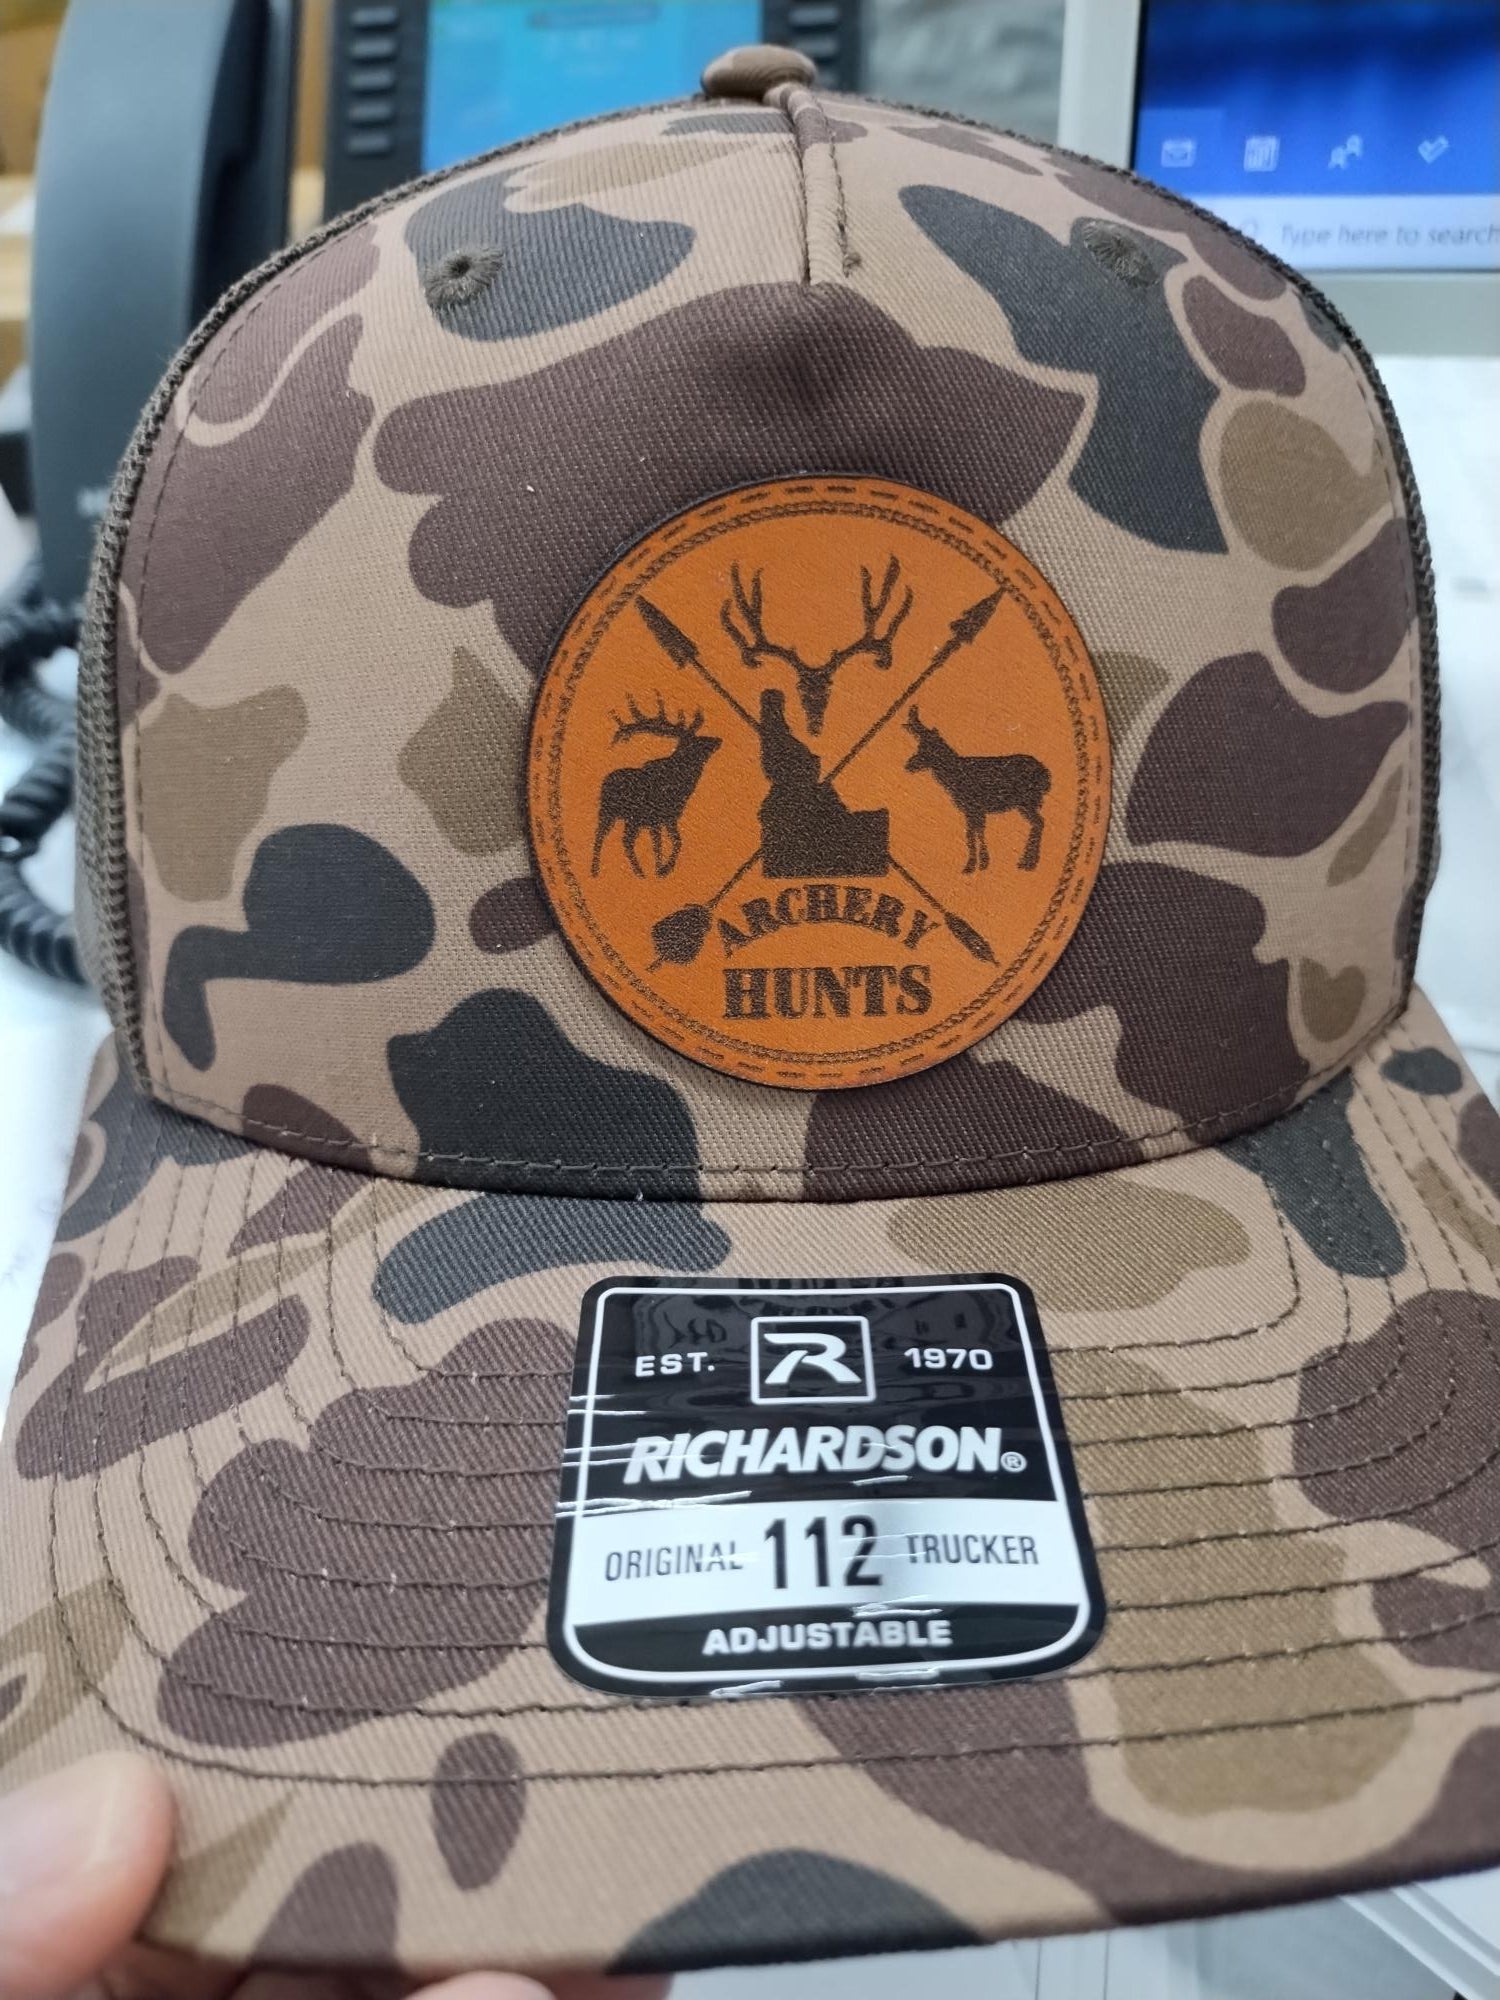 Type here to search
ARCHERY
HUNTS
EST. R 1970
RICHARDSON®
ORIGINAL 112 TRUCKER
ADJUSTABLE